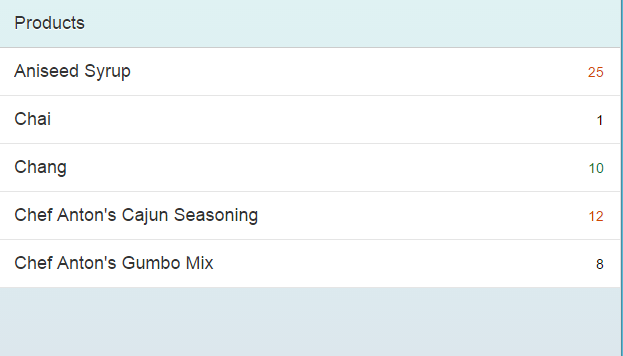 Products
Aniseed Syrup 25
Chai 1
Chang 10
Chef Anton's Cajun Seasoning 12
Chef Anton's Gumbo Mix 8